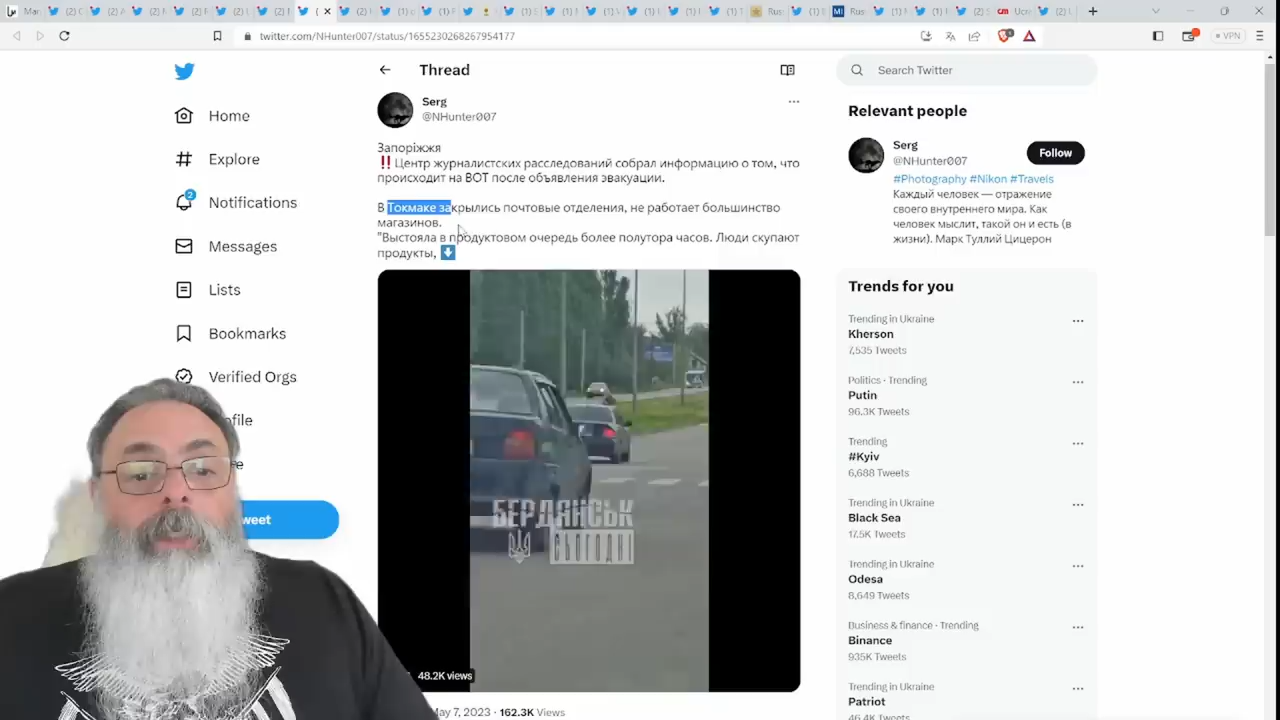 twitter.com/NHunter007/status/1655230268267954177
VPN
Home
Explore
2
Notifications
Messages
Lists
Bookmarks
Verified Orgs
Thread
Serg
@NHunter007
Запоріжжя
‼️Центр журналистских расследований собрал информацию о том, что
происходит на ВОТ после объявления эвакуации.
В Токмаке закрылись почтовые отделения, не работает большинство
магазинов.
"Выстояла в продуктовом очередь более полутора часов. Люди скупают
продукты, ⬇️
БЕРДЯНСЬК
СЬОГОДНІ
48.2K views
May 7, 2023 · 162.3K Views
Search Twitter
Relevant people
Serg
@NHunter007
Follow
#Photography #Nikon #Travels
Каждый человек — отражение
своего внутреннего мира. Как
человек мыслит, такой он и есть (в
жизни). Марк Туллий Цицерон
Trends for you
Trending in Ukraine
Kherson
7,535 Tweets
Politics · Trending
Putin
96.3K Tweets
Trending
#Kyiv
6,688 Tweets
Trending in Ukraine
Black Sea
17.5K Tweets
Trending in Ukraine
Odesa
8,649 Tweets
Business & finance · Trending
Binance
935K Tweets
Trending in Ukraine
Patriot
46.4K Tweets